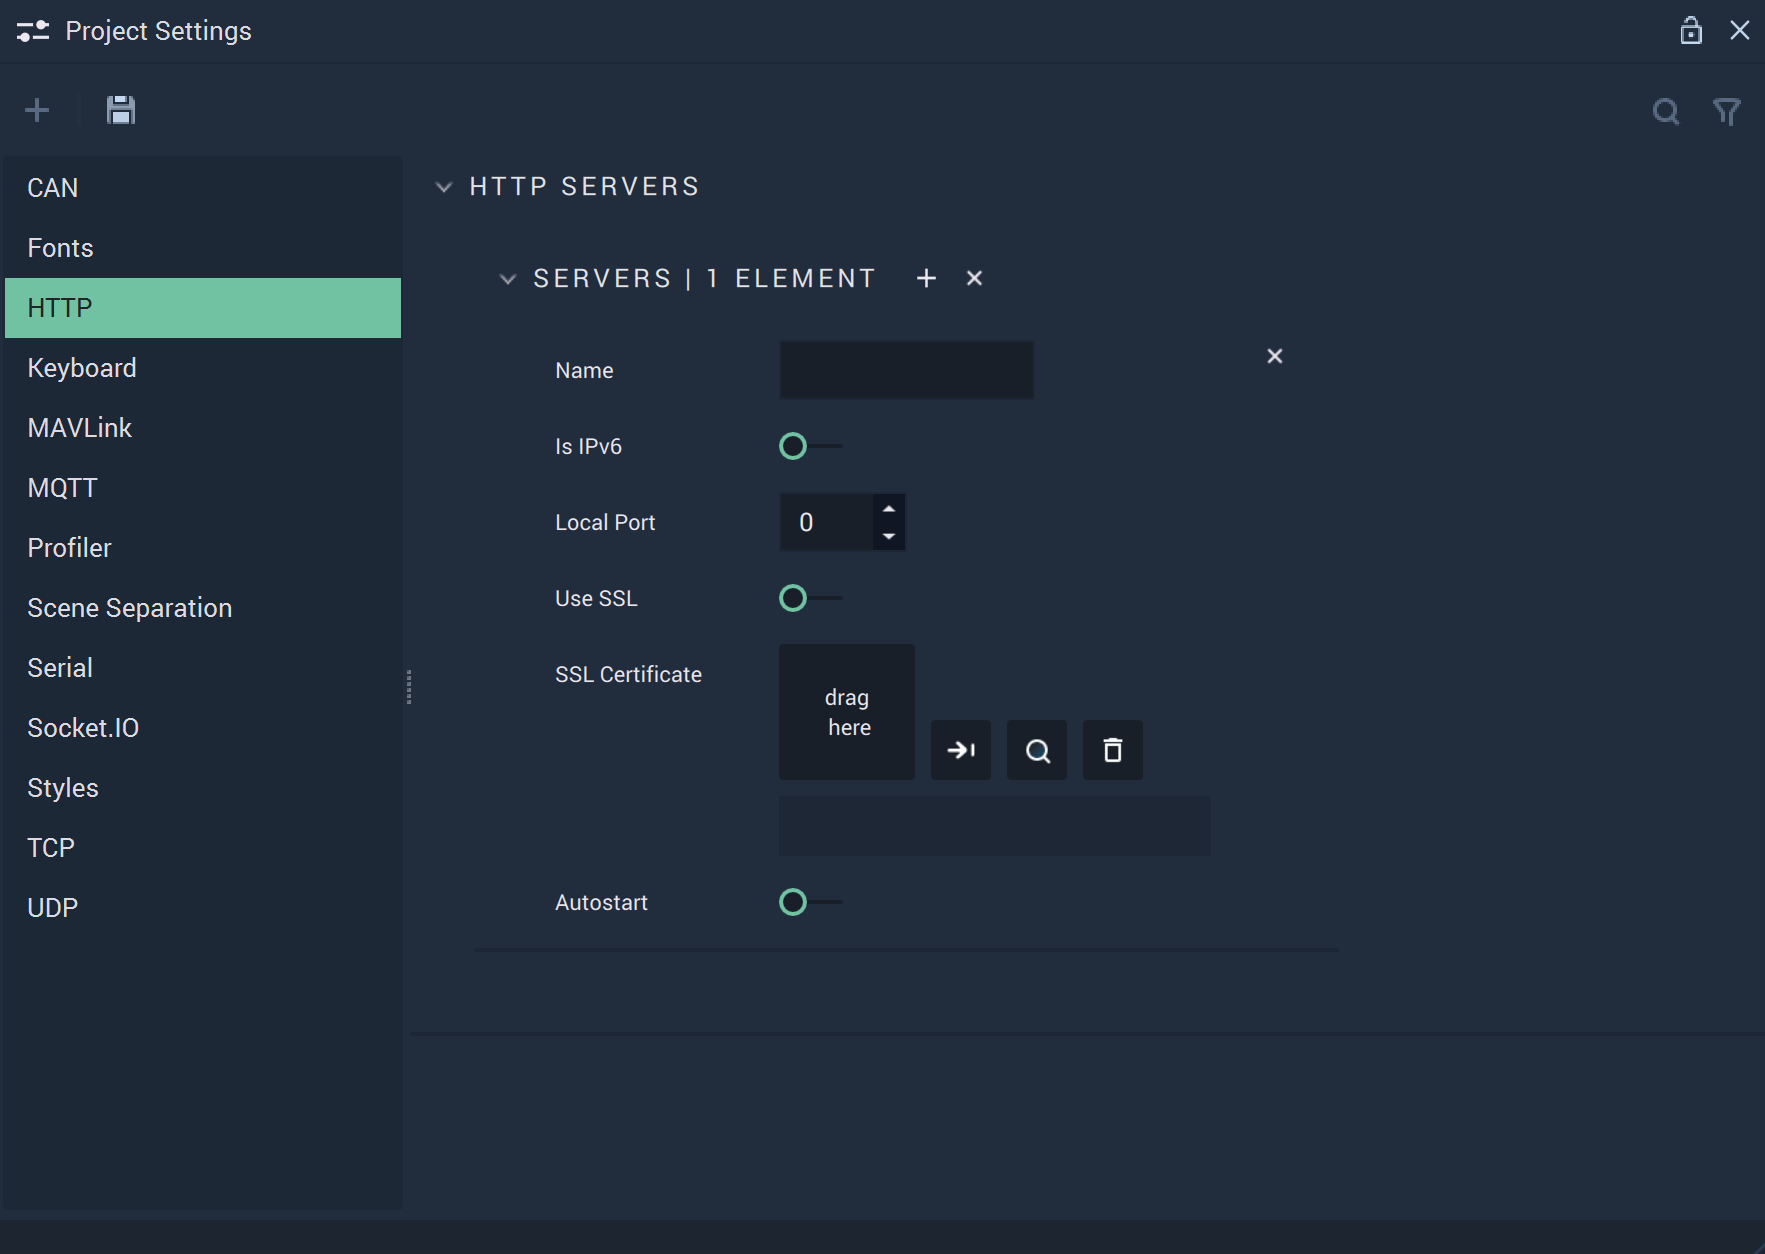 Project Settings
CAN
Fonts
HTTP
Keyboard
MAVLink
MQTT
Profiler
Scene Separation
Serial
Socket.IO
Styles
TCP
UDP
HTTP SERVERS
SERVERS | 1 ELEMENT
Name
Is IPv6
Local Port
0
Use SSL
SSL Certificate
drag
here
Autostart